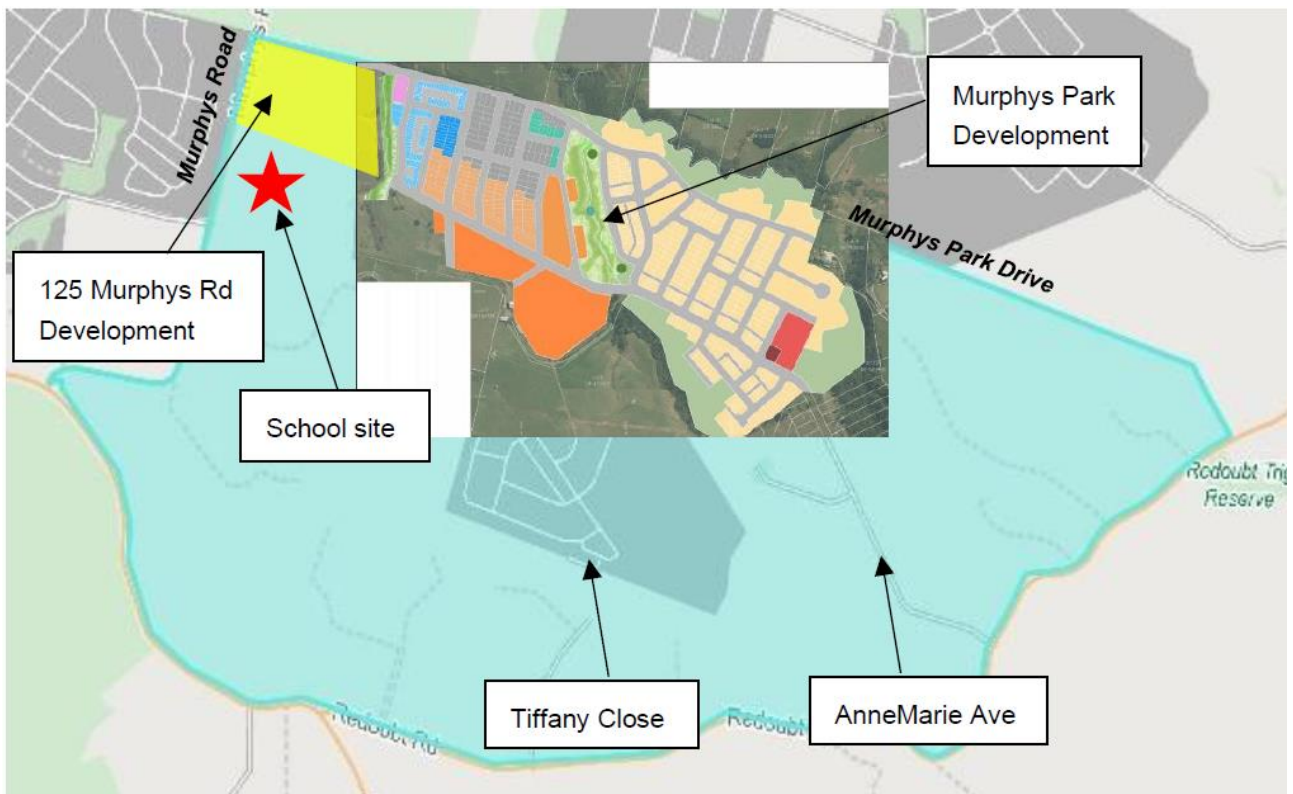 Murphys Road
Murphys Park
Development
Murphys Park Drive
125 Murphys Rd
Development
School site
Redoubt Trig
Reserve
Tiffany Close
AnneMarie Ave
Redoubt Rd
Redoubt